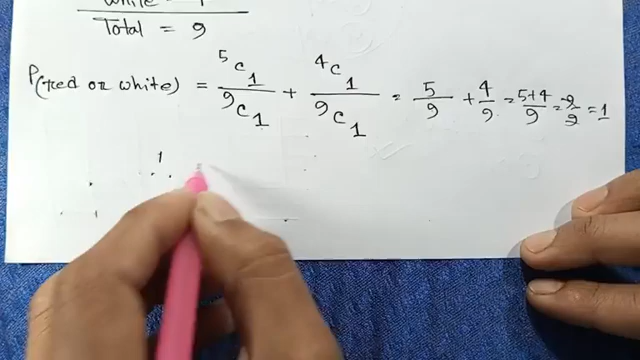 Total = 9
P(red or white) = ⁵C₁/⁹C₁ + ⁴C₁/⁹C₁ = 5/9 + 4/9 = 5+4/9 = 9/9 = 1